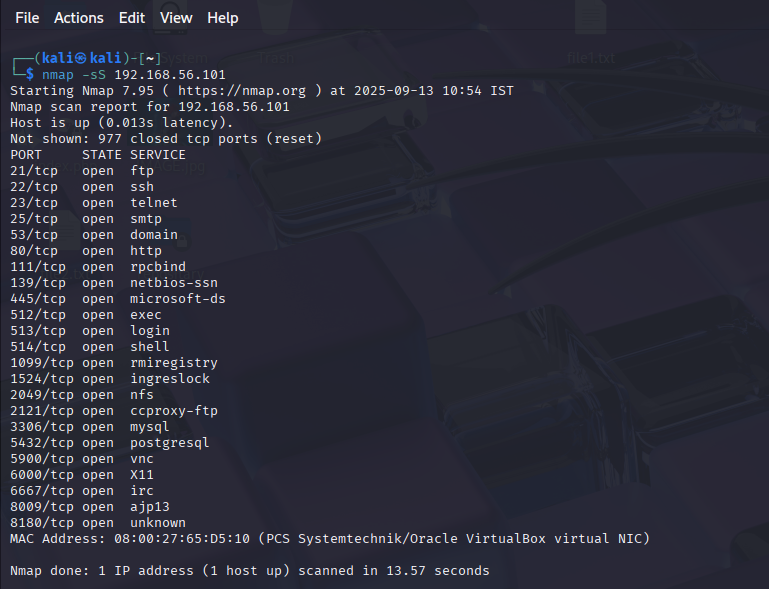 File Actions Edit View Help
file1.txt
┌──(kali㉿kali)-[~]
└─$ nmap -sS 192.168.56.101
Starting Nmap 7.95 ( https://nmap.org ) at 2025-09-13 10:54 IST
Nmap scan report for 192.168.56.101
Host is up (0.013s latency).
Not shown: 977 closed tcp ports (reset)
PORT     STATE SERVICE
21/tcp   open  ftp
22/tcp   open  ssh
23/tcp   open  telnet
25/tcp   open  smtp
53/tcp   open  domain
80/tcp   open  http
111/tcp  open  rpcbind
139/tcp  open  netbios-ssn
445/tcp  open  microsoft-ds
512/tcp  open  exec
513/tcp  open  login
514/tcp  open  shell
1099/tcp open  rmiregistry
1524/tcp open  ingreslock
2049/tcp open  nfs
2121/tcp open  ccproxy-ftp
3306/tcp open  mysql
5432/tcp open  postgresql
5900/tcp open  vnc
6000/tcp open  X11
6667/tcp open  irc
8009/tcp open  ajp13
8180/tcp open  unknown
MAC Address: 08:00:27:65:D5:10 (PCS Systemtechnik/Oracle VirtualBox virtual NIC)
Nmap done: 1 IP address (1 host up) scanned in 13.57 seconds